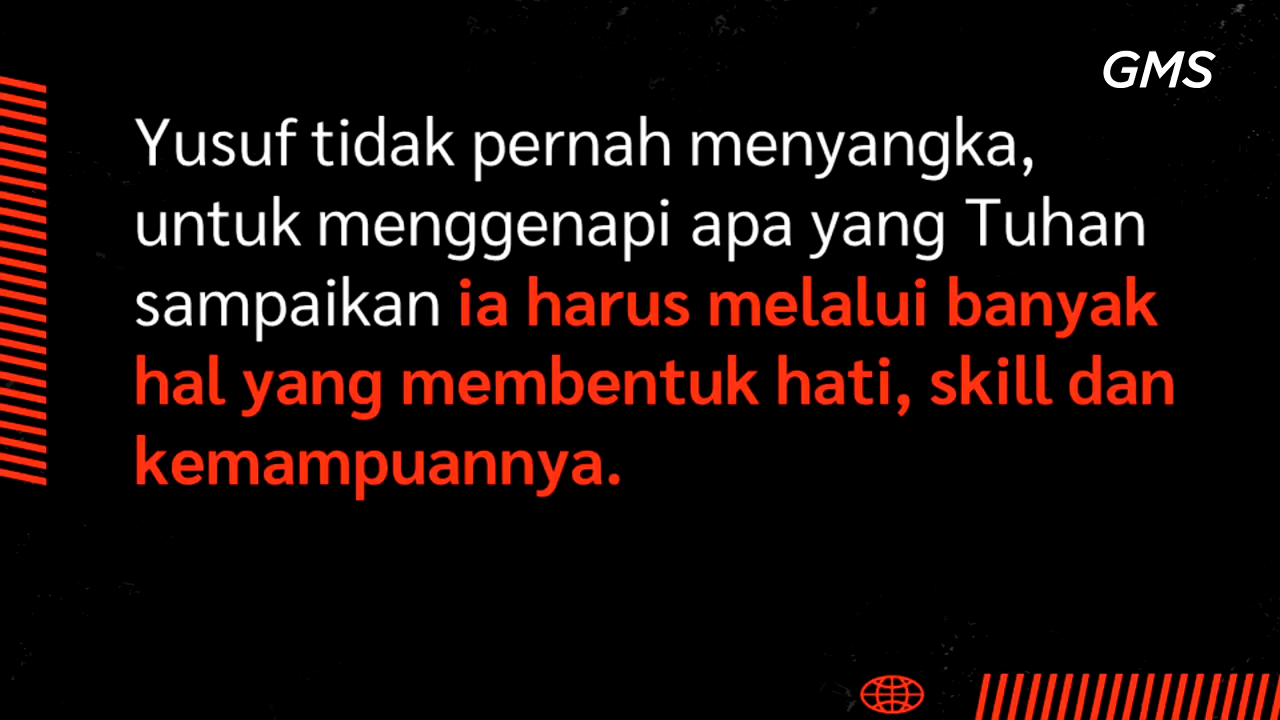 GMS
Yusuf tidak pernah menyangka,
untuk menggenapi apa yang Tuhan
sampaikan ia harus melalui banyak
hal yang membentuk hati, skill dan
kemampuannya.